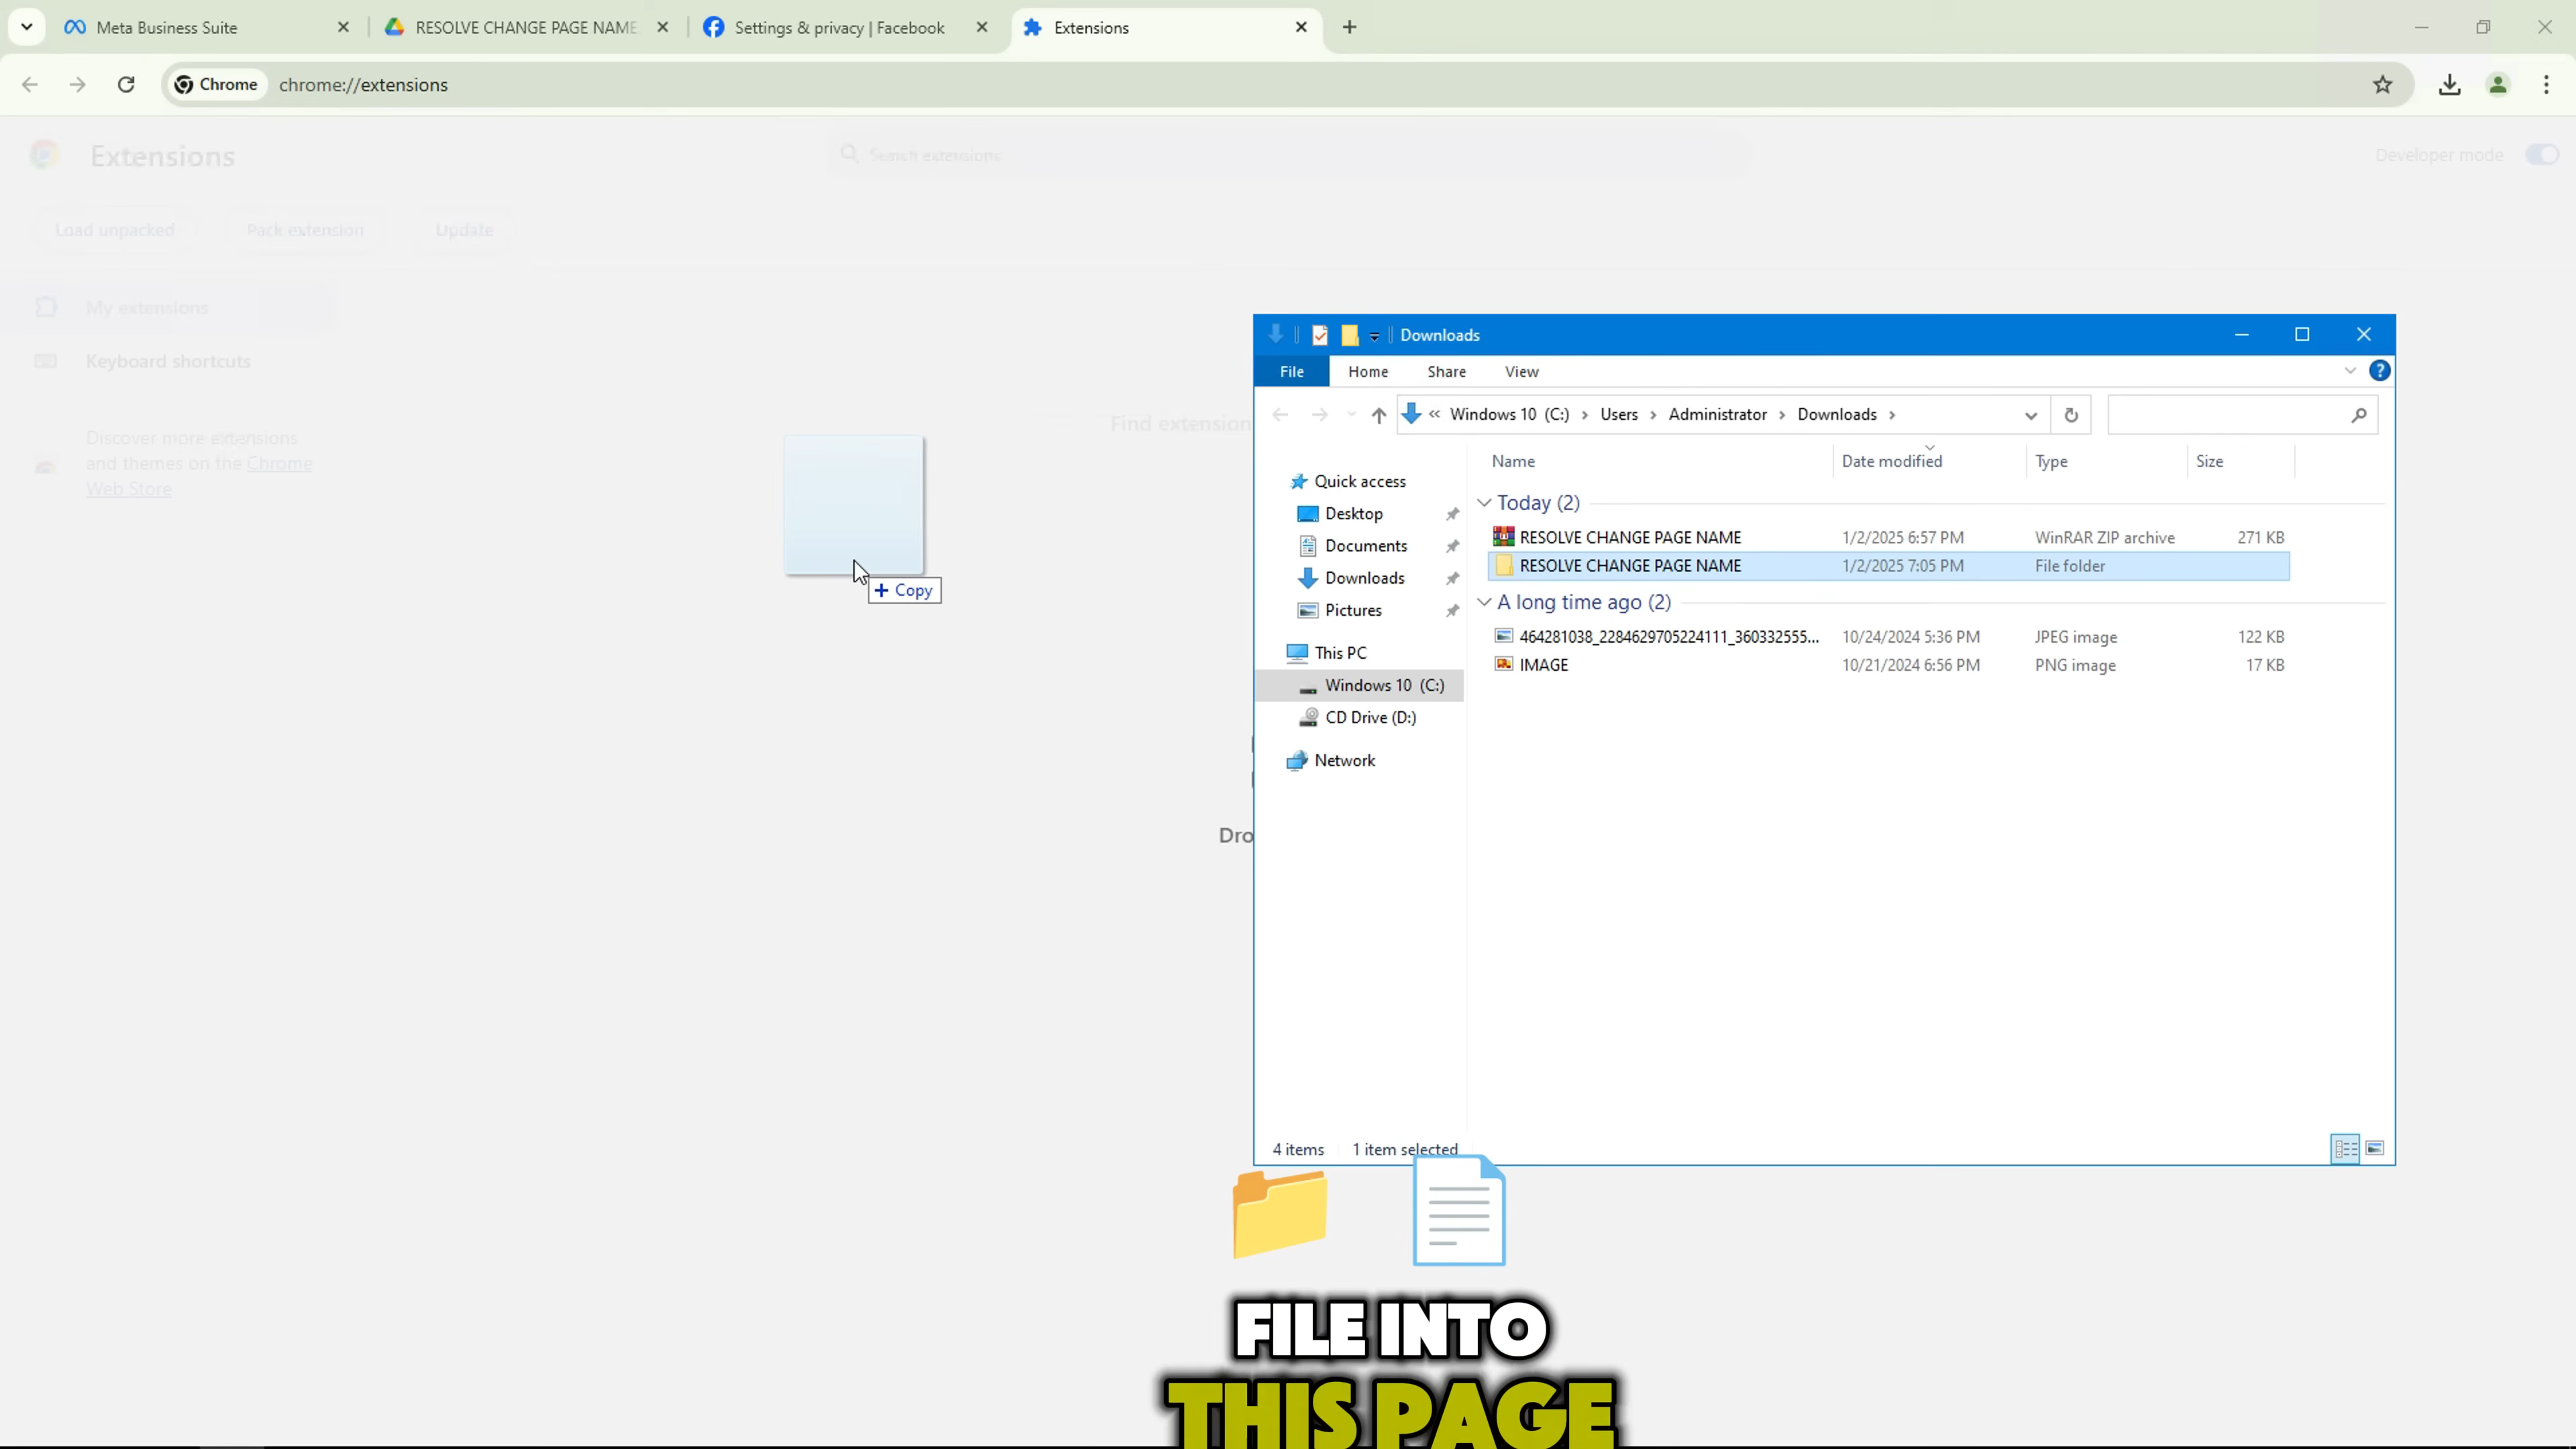 Meta Business Suite
RESOLVE CHANGE PAGE NAME
Settings & privacy | Facebook
Extensions
Chrome
chrome://extensions
Extensions
Search extensions
Developer mode
Load unpacked
Pack extension
Update
My extensions
Keyboard shortcuts
Discover more extensions
and themes on the Chrome
Web Store
Find extension
Dro
Copy
Downloads
File
Home
Share
View
« Windows 10 (C:) › Users › Administrator › Downloads ›
Name
Date modified
Type
Size
Quick access
Desktop
Documents
Downloads
Pictures
This PC
Windows 10 (C:)
CD Drive (D:)
Network
Today (2)
RESOLVE CHANGE PAGE NAME 1/2/2025 6:57 PM WinRAR ZIP archive 271 KB
RESOLVE CHANGE PAGE NAME 1/2/2025 7:05 PM File folder
A long time ago (2)
464281038_2284629705224111_360332555... 10/24/2024 5:36 PM JPEG image 122 KB
IMAGE 10/21/2024 6:56 PM PNG image 17 KB
4 items
1 item selected
FILE INTO
THIS PAGE